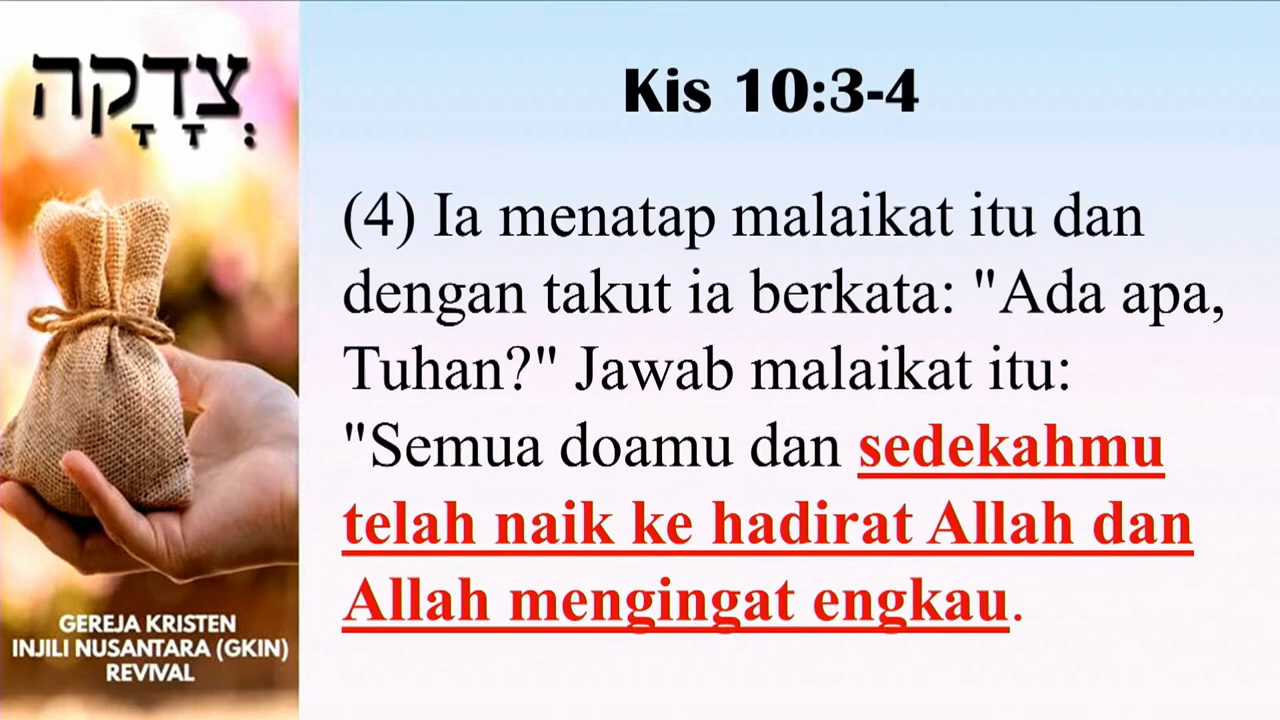 צְדָקָה
Kis 10:3-4
(4) Ia menatap malaikat itu dan
dengan takut ia berkata: "Ada apa,
Tuhan?" Jawab malaikat itu:
"Semua doamu dan sedekahmu
telah naik ke hadirat Allah dan
Allah mengingat engkau.
GEREJA KRISTEN
INJILI NUSANTARA (GKIN)
REVIVAL